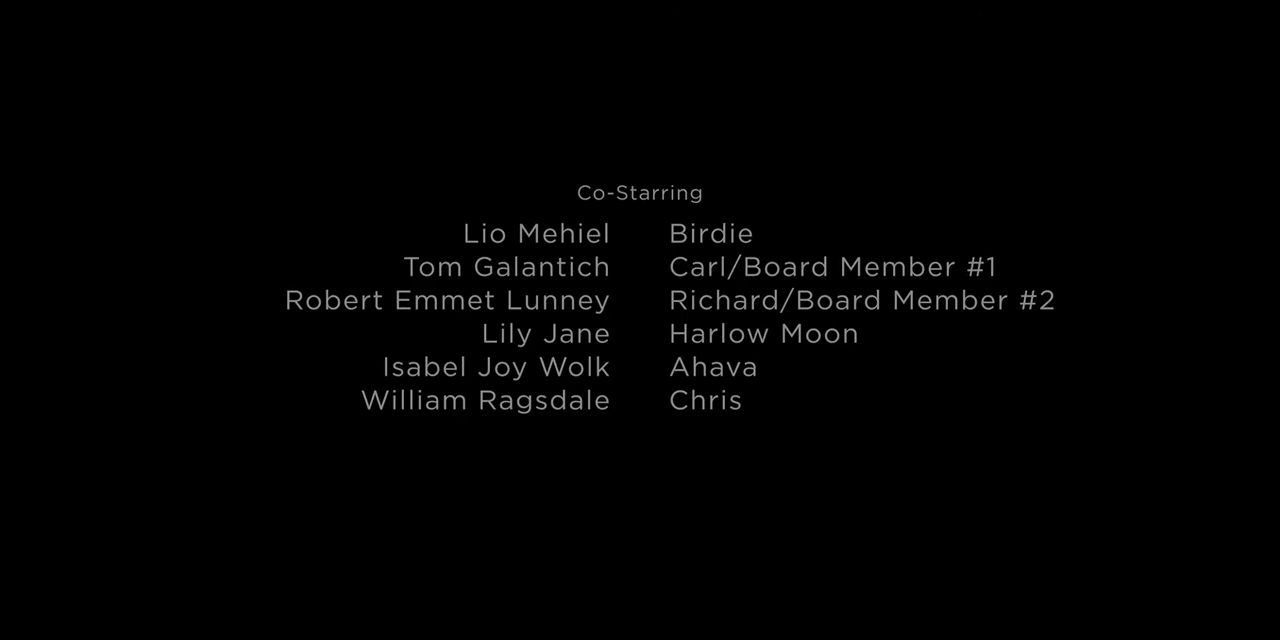 Co-Starring
Lio Mehiel Birdie
Tom Galantich Carl/Board Member #1
Robert Emmet Lunney Richard/Board Member #2
Lily Jane Harlow Moon
Isabel Joy Wolk Ahava
William Ragsdale Chris